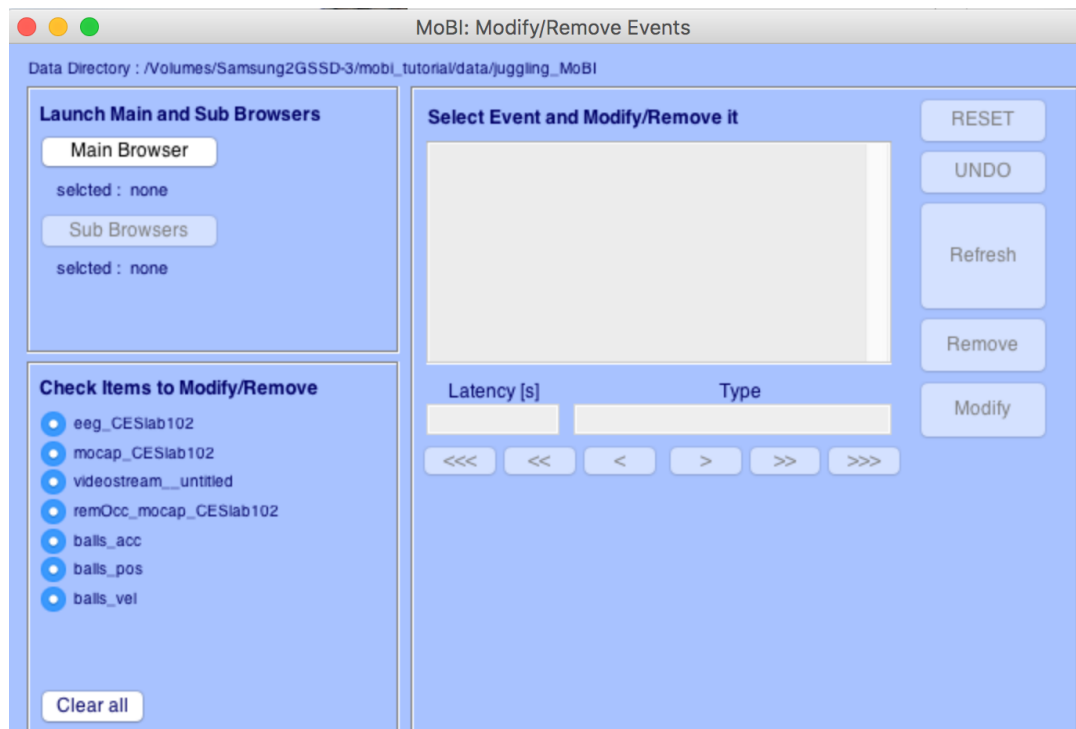 MoBI: Modify/Remove Events
Data Directory : /Volumes/Samsung2GSSD-3/mobi_tutorial/data/juggling_MoBI
Launch Main and Sub Browsers
Main Browser
selcted : none
Sub Browsers
selcted : none
Check Items to Modify/Remove
eeg_CESlab102
mocap_CESlab102
videostream__untitled
remOcc_mocap_CESlab102
balls_acc
balls_pos
balls_vel
Clear all
Select Event and Modify/Remove it
Latency [s] Type
<<< << < > >> >>>
RESET
UNDO
Refresh
Remove
Modify